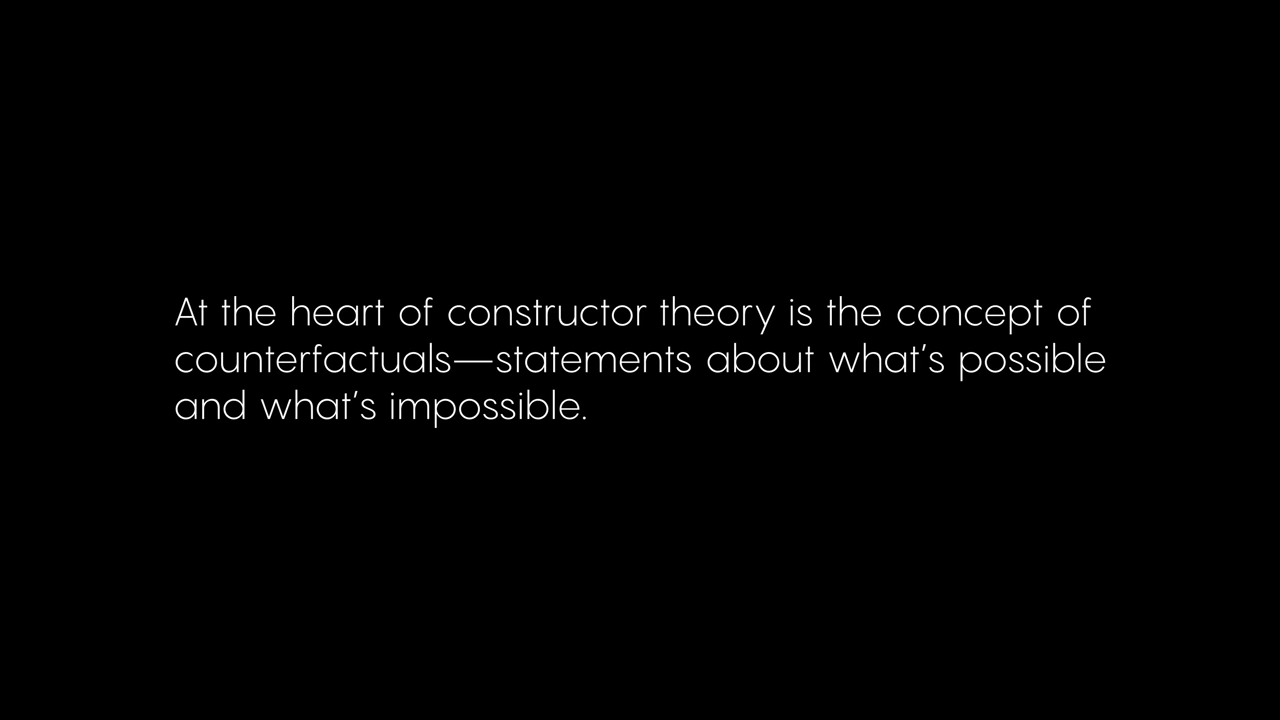 At the heart of constructor theory is the concept of
counterfactuals—statements about what’s possible
and what’s impossible.